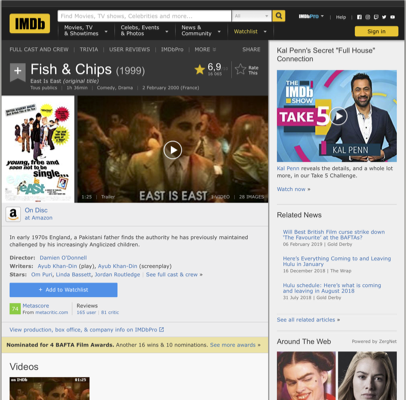 IMDb
Find Movies, TV shows, Celebrities and more...
All
IMDbPro
Help
Movies, TV & Showtimes
Celebs, Events & Photos
News & Community
Watchlist
Sign in
FULL CAST AND CREW | TRIVIA | USER REVIEWS | IMDbPro | MORE
SHARE
Fish & Chips (1999)
East Is East (original title)
Tous publics | 1h 36min | Comedy, Drama | 2 February 2000 (France)
6,9
Rate This
young, free and
soon not to be
single...
east
1:25 | Trailer
EAST IS EAST
1 VIDEO | 26 IMAGES
On Disc
at Amazon
In early 1970s England, a Pakistani father finds the authority he has previously maintained
challenged by his increasingly Anglicized children.
Director: Damien O'Donnell
Writers: Ayub Khan-Din (play), Ayub Khan-Din (screenplay)
Stars: Om Puri, Linda Bassett, Jordan Routledge | See full cast & crew »
+ Add to Watchlist
Metascore
From metacritic.com
Reviews
165 user | 81 critic
View production, box office, & company info on IMDbPro
Nominated for 4 BAFTA Film Awards. Another 16 wins & 10 nominations. See more awards »
Videos
Kal Penn's Secret "Full House"
Connection
THE
IMDb
SHOW
TAKE 5
KAL PENN
Kal Penn reveals the details, and a whole lot
more, in our Take 5 Challenge.
Watch now »
Related News
Will Best British Film curse strike down
'The Favourite' at the BAFTAs?
06 February 2019 | Gold Derby
Here's Everything Coming to and Leaving
Hulu in January
16 December 2018 | The Wrap
Hulu schedule: Here's what is coming
and leaving in August 2018
31 July 2018 | Gold Derby
See all related articles »
Around The Web
Powered by ZergNet